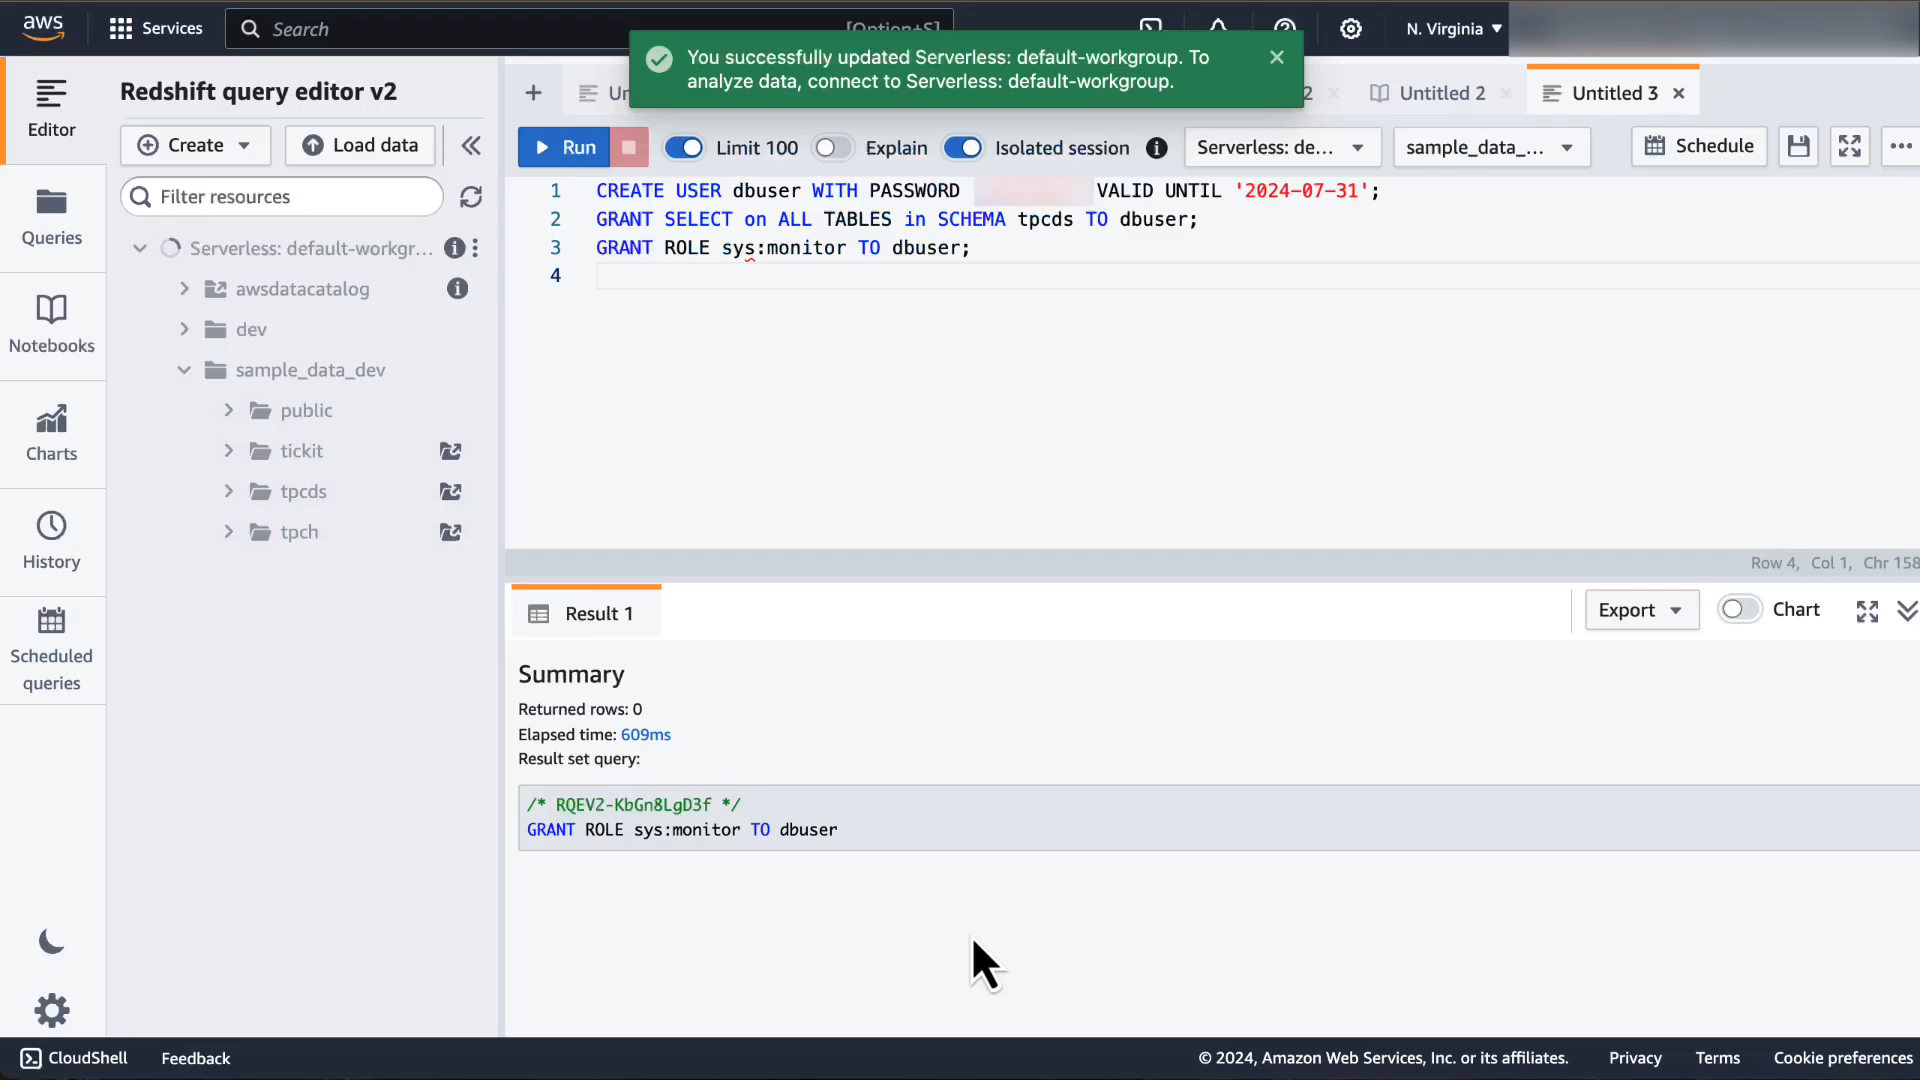 aws
Services
Search
[Option+S]
N. Virginia
You successfully updated Serverless: default-workgroup. To
analyze data, connect to Serverless: default-workgroup.
Editor
Queries
Notebooks
Charts
History
Scheduled
queries
Redshift query editor v2
Create
Load data
Filter resources
Serverless: default-workgr...
awsdatacatalog
dev
sample_data_dev
public
tickit
tpcds
tpch
Un
2
Untitled 2
Untitled 3
Run
Limit 100
Explain
Isolated session
Serverless: de...
sample_data_...
Schedule
1 CREATE USER dbuser WITH PASSWORD VALID UNTIL '2024-07-31';
2 GRANT SELECT on ALL TABLES in SCHEMA tpcds TO dbuser;
3 GRANT ROLE sys:monitor TO dbuser;
4
Row 4, Col 1, Chr 158
Result 1
Export
Chart
Summary
Returned rows: 0
Elapsed time: 609ms
Result set query:
/* RQEV2-KbGn8LgD3f */
GRANT ROLE sys:monitor TO dbuser
CloudShell
Feedback
© 2024, Amazon Web Services, Inc. or its affiliates.
Privacy
Terms
Cookie preferences